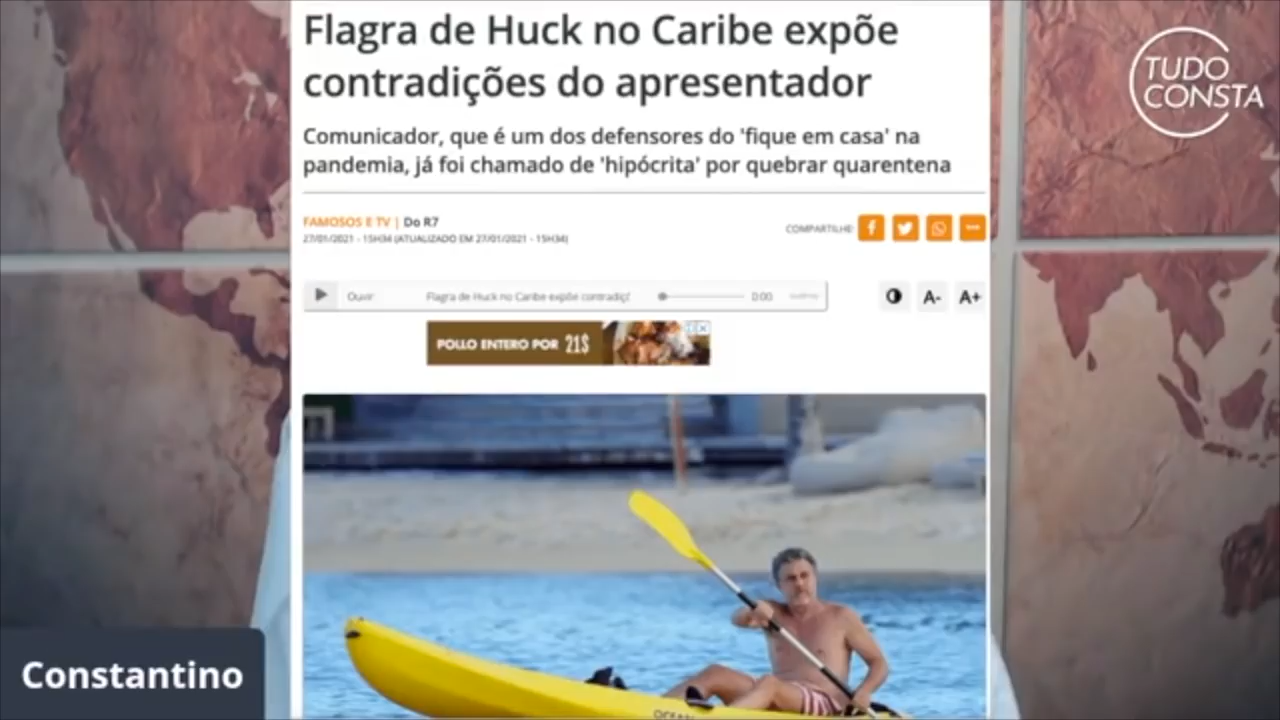 Flagra de Huck no Caribe expõe
contradições do apresentador
TUDO
CONSTA
Comunicador, que é um dos defensores do 'fique em casa' na
pandemia, já foi chamado de 'hipócrita' por quebrar quarentena
FAMOSOS E TV | Do R7
27/01/2021 - 15H34 (ATUALIZADO EM 27/01/2021 - 15H34)
COMPARTILHE:
Ouvir Flagra de Huck no Caribe expõe contradiç 0:00
A- A+
POLLO ENTERO POR 21$
OCEAN
Constantino